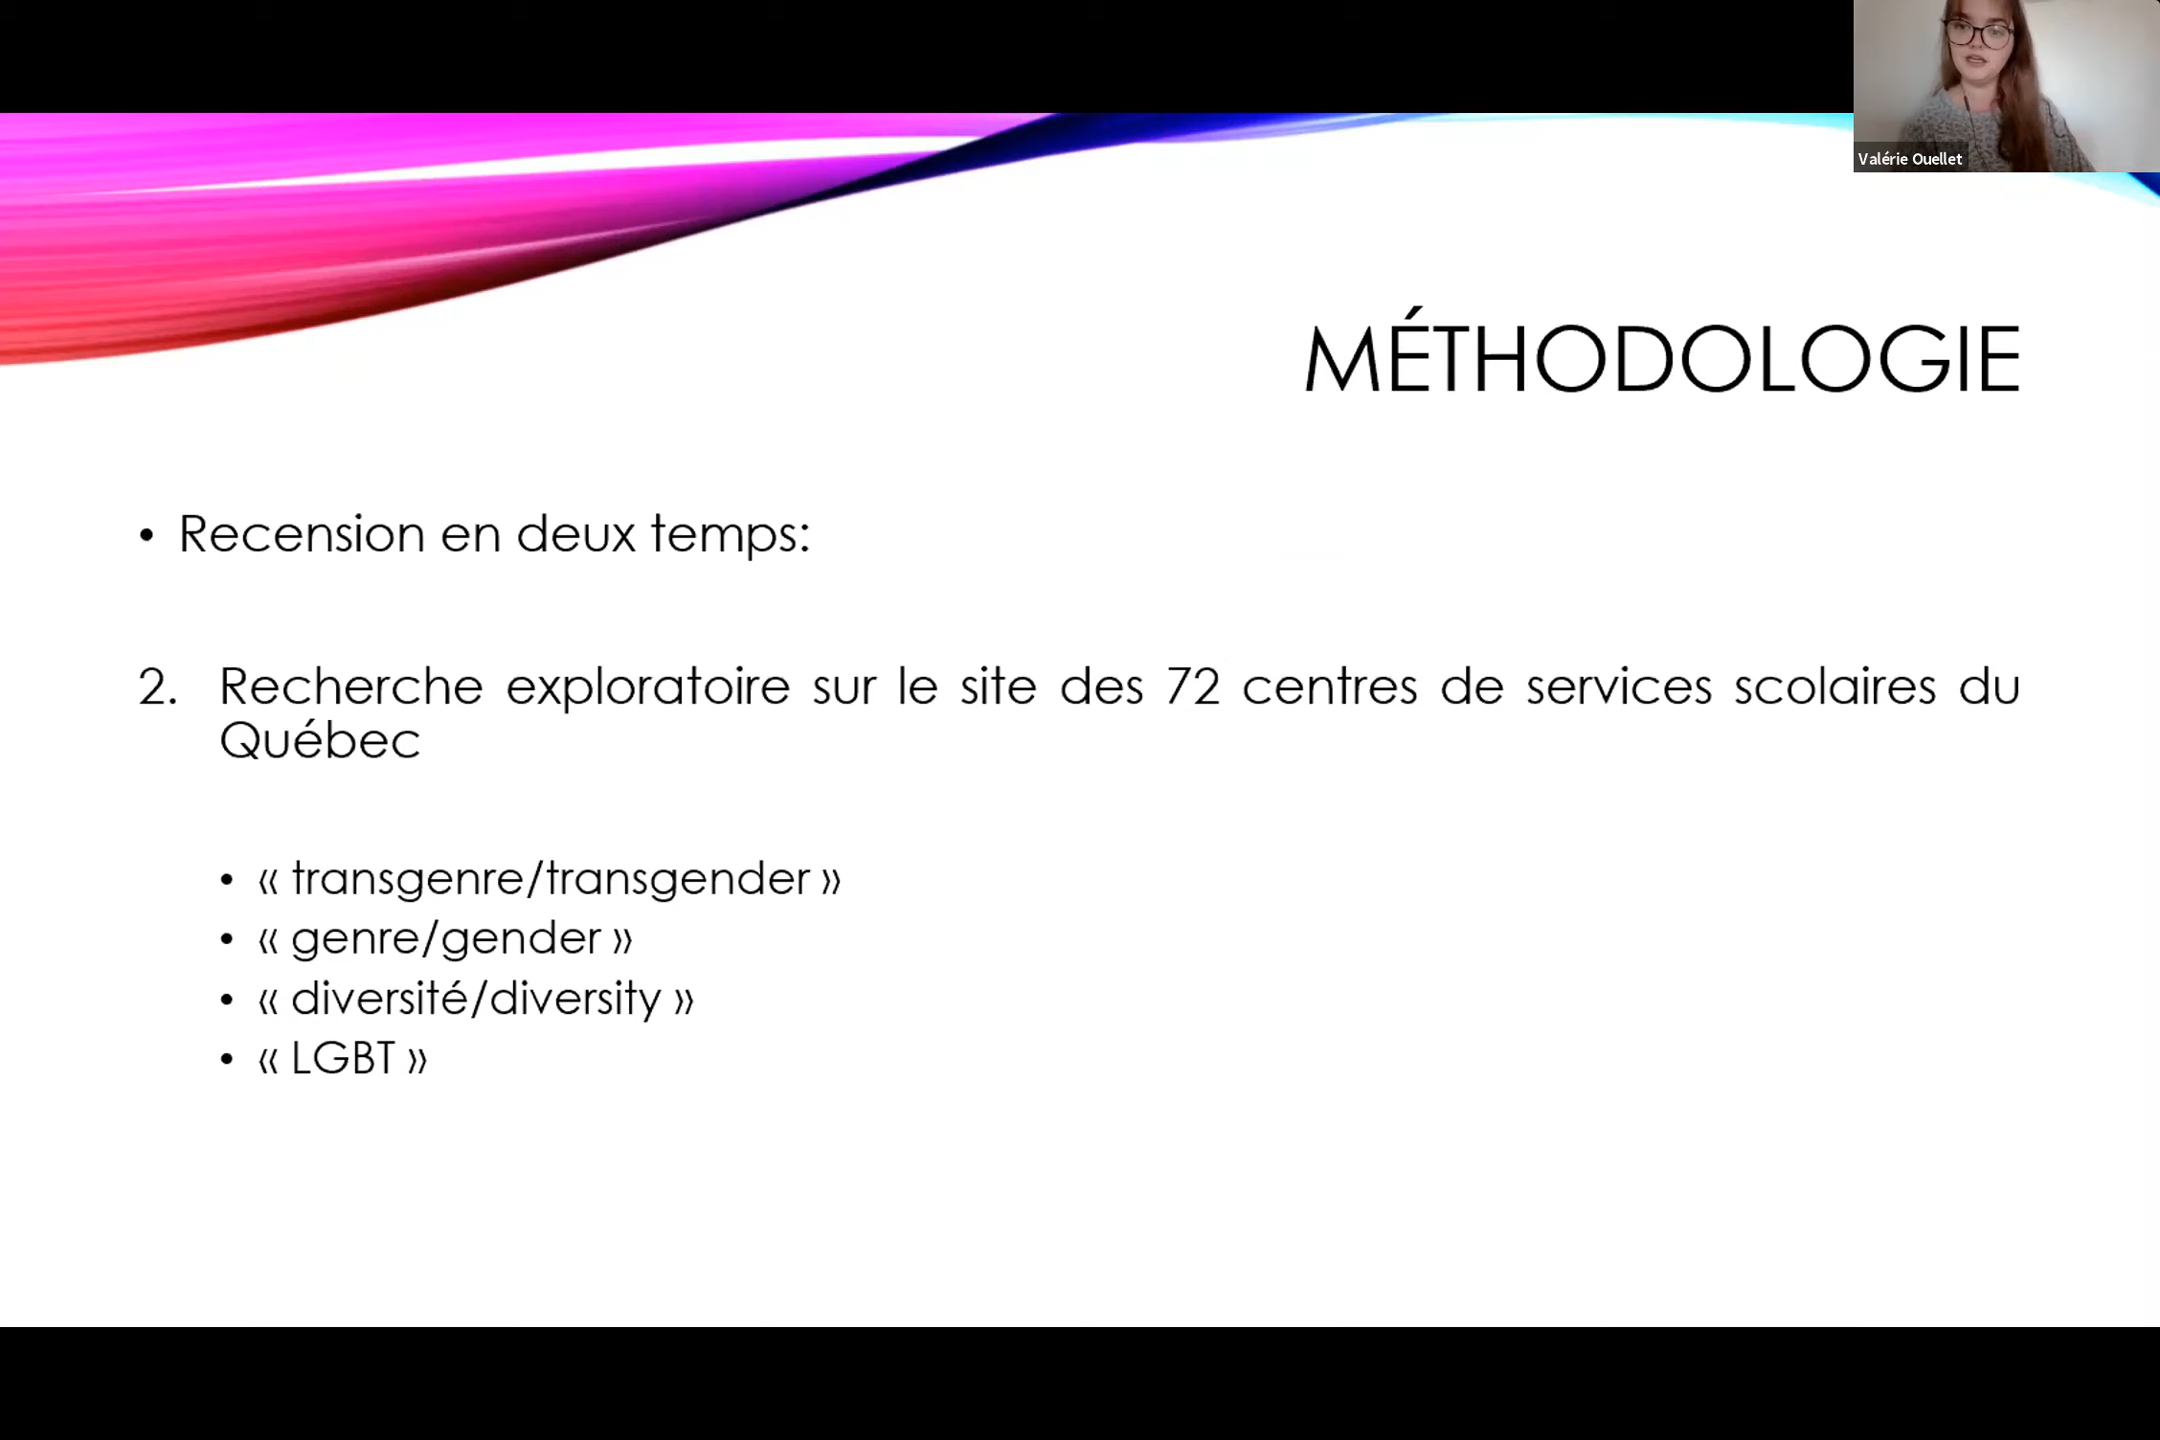 Valérie Ouellet
MÉTHODOLOGIE
• Recension en deux temps:
2. Recherche exploratoire sur le site des 72 centres de services scolaires du
Québec
• « transgenre/transgender »
• « genre/gender »
• « diversité/diversity »
• « LGBT »